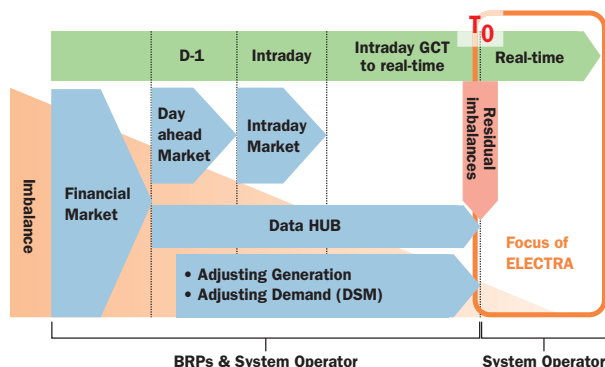 T0
D-1
Intraday
Intraday GCT
to real-time
Real-time
Imbalance
Financial
Market
Day
ahead
Market
Intraday
Market
Residual
imbalances
Data HUB
• Adjusting Generation
• Adjusting Demand (DSM)
Focus of
ELECTRA
BRPs & System Operator
System Operator